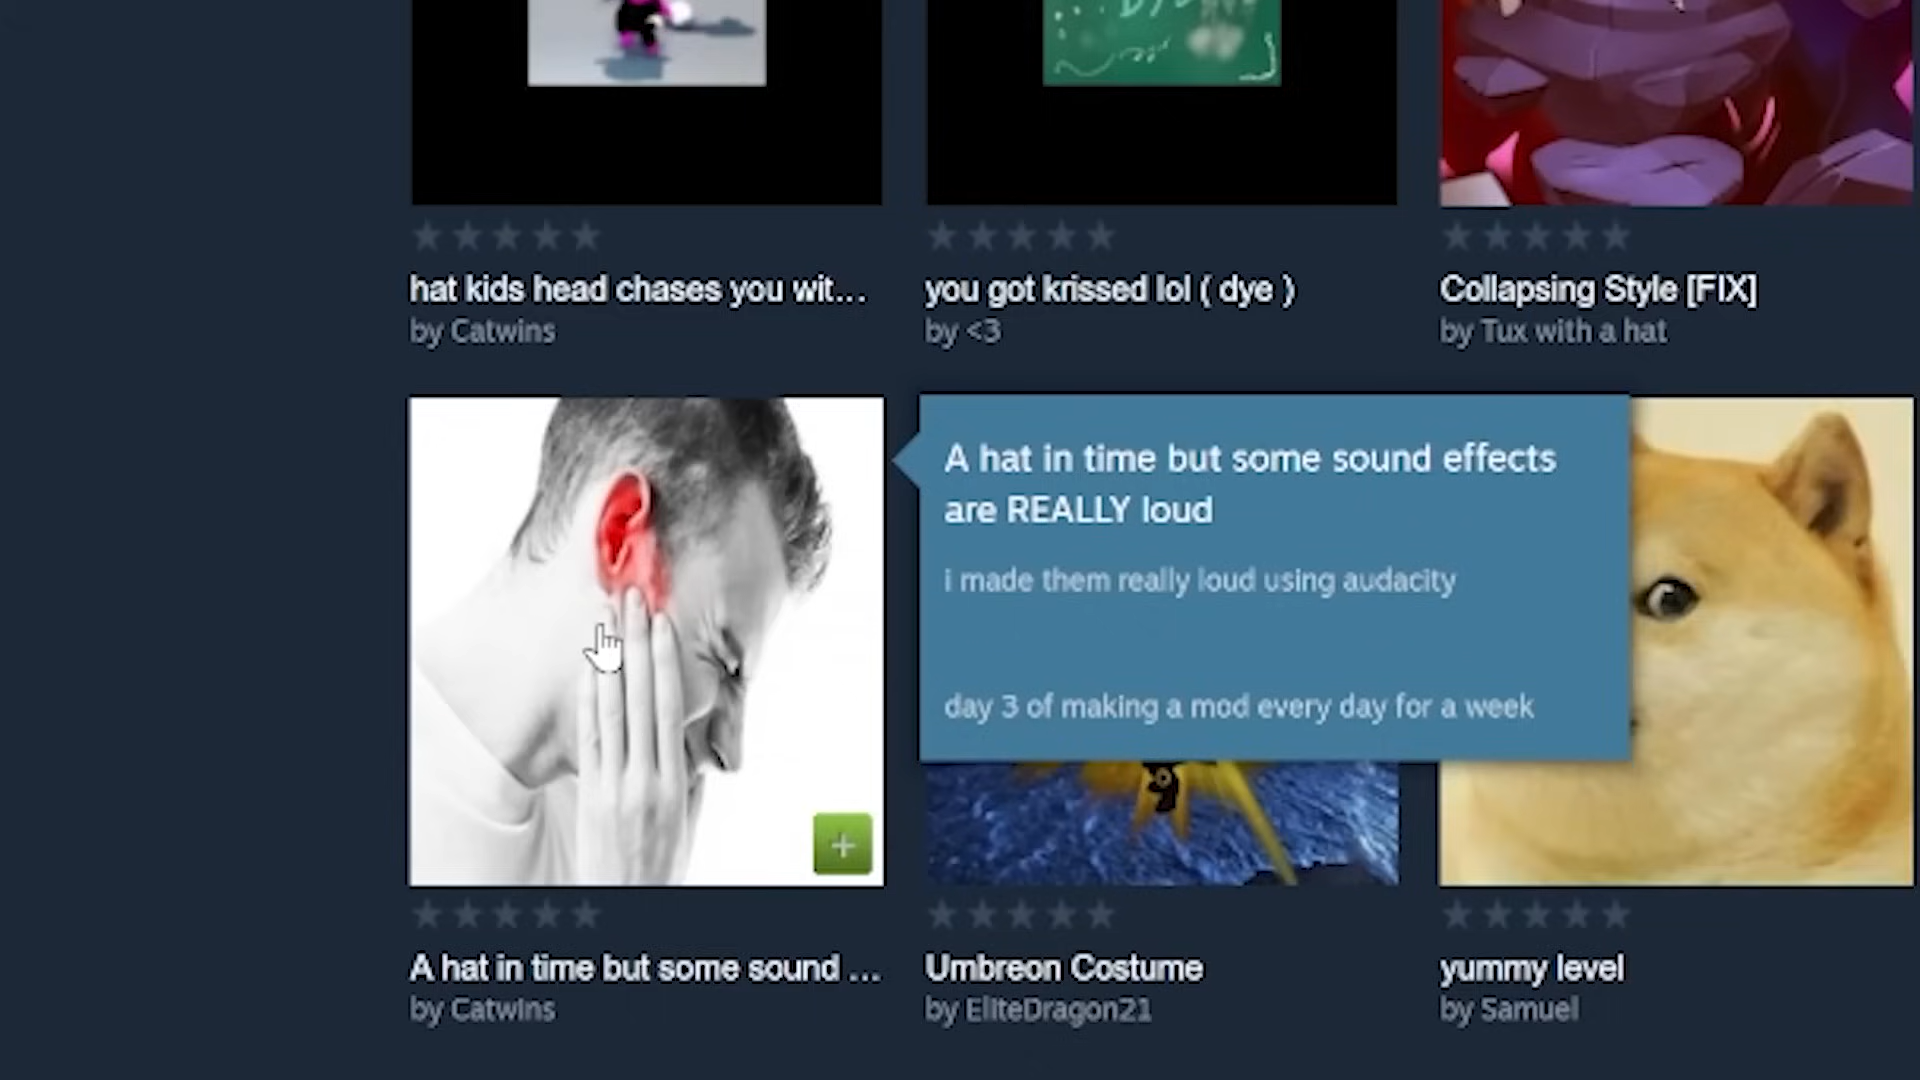 hat kids head chases you wit...
by Catwins
you got krissed lol ( dye )
by <3
Collapsing Style [FIX]
by Tux with a hat
A hat in time but some sound effects
are REALLY loud
i made them really loud using audacity
day 3 of making a mod every day for a week
A hat in time but some sound ...
by Catwins
Umbreon Costume
by EliteDragon21
yummy level
by Samuel